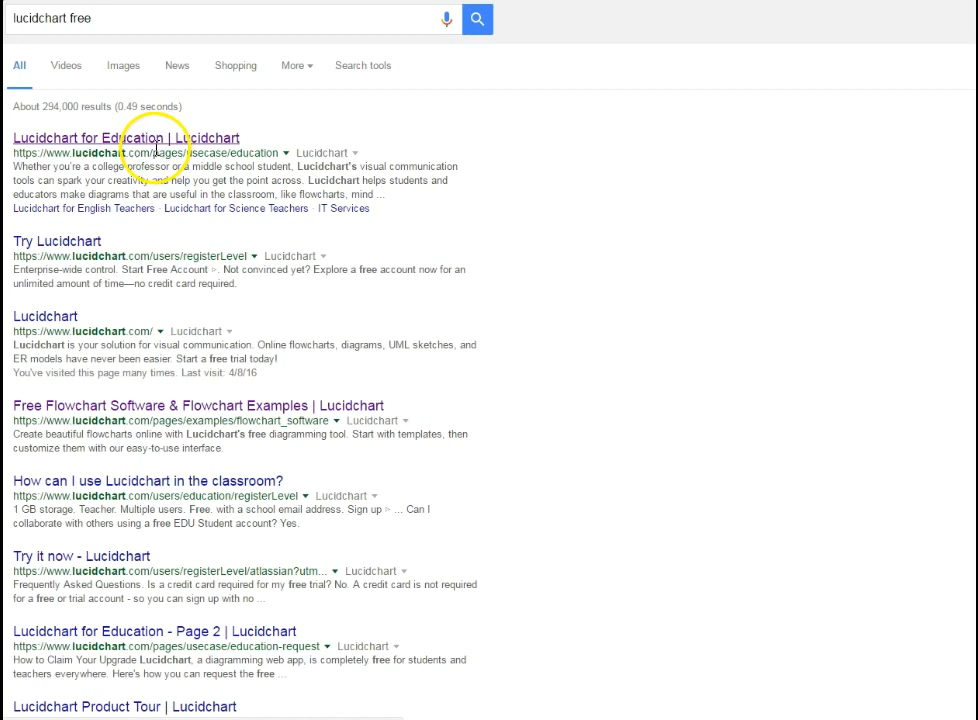 lucidchart free
All Videos Images News Shopping More Search tools
About 294,000 results (0.49 seconds)
Lucidchart for Education | Lucidchart
https://www.lucidchart.com/pages/usecase/education Lucidchart
Whether you're a college professor or a middle school student, Lucidchart's visual communication
tools can spark your creativity and help you get the point across. Lucidchart helps students and
educators make diagrams that are useful in the classroom, like flowcharts, mind ...
Lucidchart for English Teachers · Lucidchart for Science Teachers · IT Services
Try Lucidchart
https://www.lucidchart.com/users/registerLevel Lucidchart
Enterprise-wide control. Start Free Account >. Not convinced yet? Explore a free account now for an
unlimited amount of time—no credit card required.
Lucidchart
https://www.lucidchart.com/ Lucidchart
Lucidchart is your solution for visual communication. Online flowcharts, diagrams, UML sketches, and
ER models have never been easier. Start a free trial today!
You've visited this page many times. Last visit: 4/8/16
Free Flowchart Software & Flowchart Examples | Lucidchart
https://www.lucidchart.com/pages/examples/flowchart_software Lucidchart
Create beautiful flowcharts online with Lucidchart's free diagramming tool. Start with templates, then
customize them with our easy-to-use interface.
How can I use Lucidchart in the classroom?
https://www.lucidchart.com/users/education/registerLevel Lucidchart
1 GB storage. Teacher. Multiple users. Free. with a school email address. Sign up > ... Can I
collaborate with others using a free EDU Student account? Yes.
Try it now - Lucidchart
https://www.lucidchart.com/users/registerLevel/atlassian?utm... Lucidchart
Frequently Asked Questions. Is a credit card required for my free trial? No. A credit card is not required
for a free or trial account - so you can sign up with no ...
Lucidchart for Education - Page 2 | Lucidchart
https://www.lucidchart.com/pages/usecase/education-request Lucidchart
How to Claim Your Upgrade Lucidchart, a diagramming web app, is completely free for students and
teachers everywhere. Here's how you can request the free ...
Lucidchart Product Tour | Lucidchart